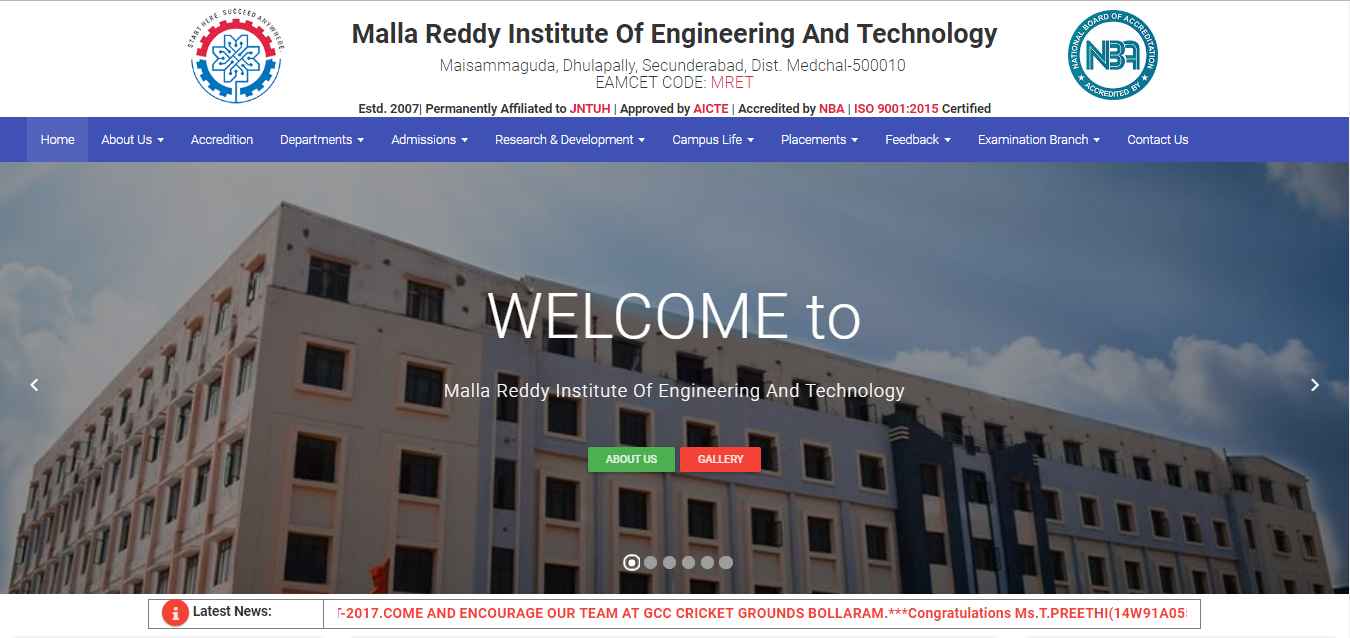 START HERE. SUCCEED ANYWHERE.
Malla Reddy Institute Of Engineering And Technology
Maisammaguda, Dhulapally, Secunderabad, Dist. Medchal-500010
EAMCET CODE: MRET
Estd. 2007| Permanently Affiliated to JNTUH | Approved by AICTE | Accredited by NBA | ISO 9001:2015 Certified
NATIONAL BOARD OF ACCREDITATION
NBA
ACCREDITED BY
Home About Us Accredition Departments Admissions Research & Development Campus Life Placements Feedback Examination Branch Contact Us
WELCOME to
Malla Reddy Institute Of Engineering And Technology
ABOUT US GALLERY
Latest News: T-2017.COME AND ENCOURAGE OUR TEAM AT GCC CRICKET GROUNDS BOLLARAM.***Congratulations Ms.T.PREETHI(14W91A05